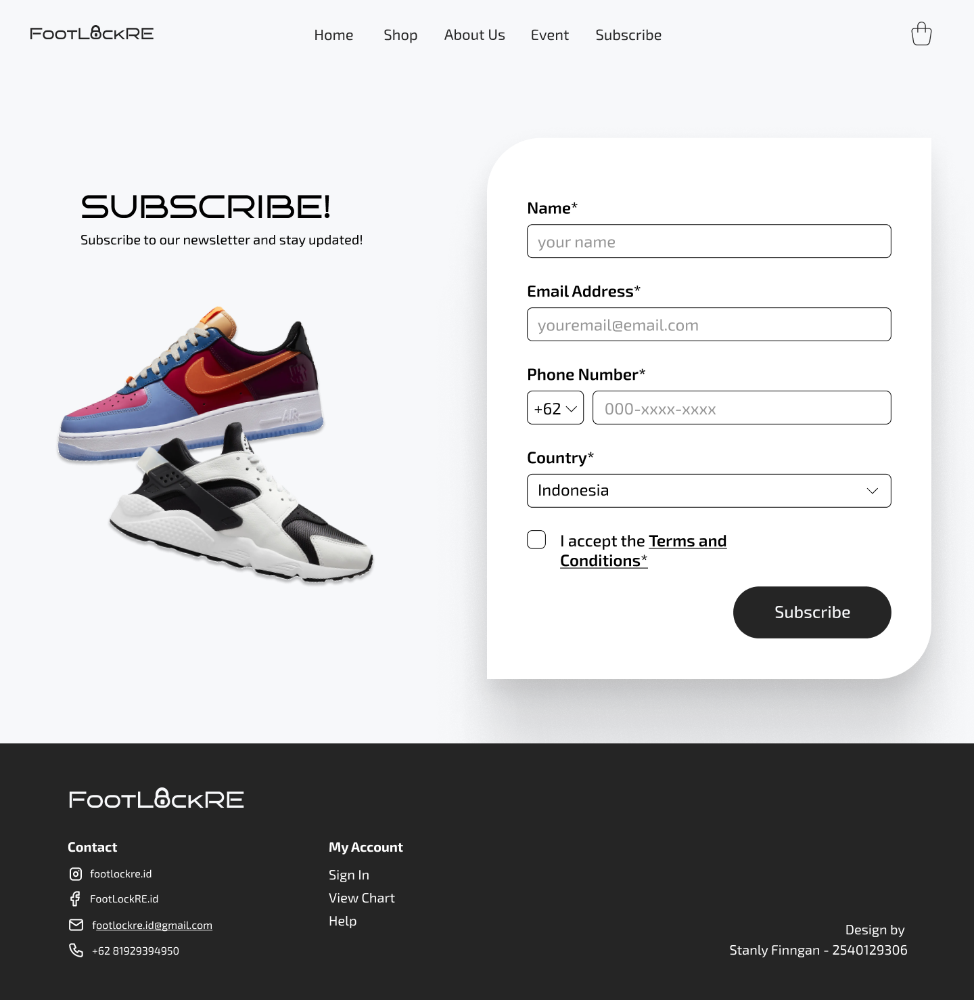 FootLockRE
Home Shop About Us Event Subscribe
SUBSCRIBE!
Subscribe to our newsletter and stay updated!
AIR
Name*
your name
Email Address*
youremail@email.com
Phone Number*
+62 000-xxxx-xxxx
Country*
Indonesia
I accept the Terms and
Conditions*
Subscribe
FootLockRE
Contact
footlockre.id
FootLockRE.id
footlockre.id@gmail.com
+62 81929394950
My Account
Sign In
View Chart
Help
Design by
Stanly Finngan - 2540129306